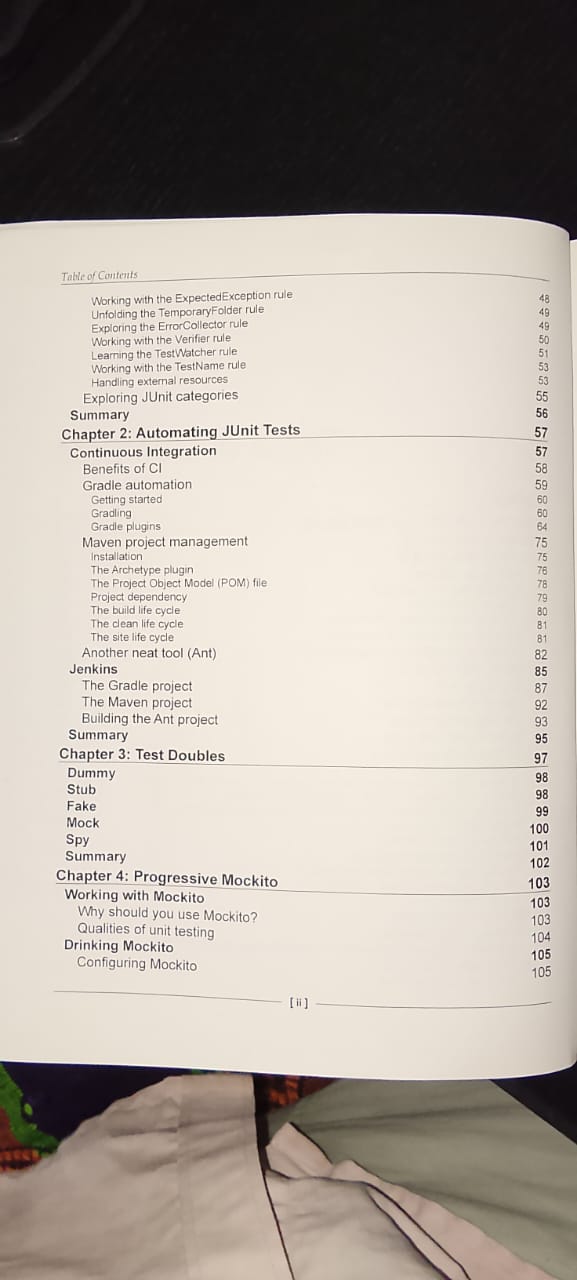 Table of Contents
Working with the ExpectedException rule 48
Unfolding the TemporaryFolder rule 49
Exploring the ErrorCollector rule 49
Working with the Verifier rule 50
Learning the TestWatcher rule 51
Working with the TestName rule 53
Handling external resources 53
Exploring JUnit categories 55
Summary 56
Chapter 2: Automating JUnit Tests 57
Continuous Integration 57
Benefits of CI 58
Gradle automation 59
Getting started 60
Gradling 60
Gradle plugins 64
Maven project management 75
Installation 75
The Archetype plugin 76
The Project Object Model (POM) file 78
Project dependency 79
The build life cycle 80
The clean life cycle 81
The site life cycle 81
Another neat tool (Ant) 82
Jenkins 85
The Gradle project 87
The Maven project 92
Building the Ant project 93
Summary 95
Chapter 3: Test Doubles 97
Dummy 98
Stub 98
Fake 99
Mock 100
Spy 101
Summary 102
Chapter 4: Progressive Mockito 103
Working with Mockito 103
Why should you use Mockito? 103
Qualities of unit testing 104
Drinking Mockito 105
Configuring Mockito 105
[ ii ]